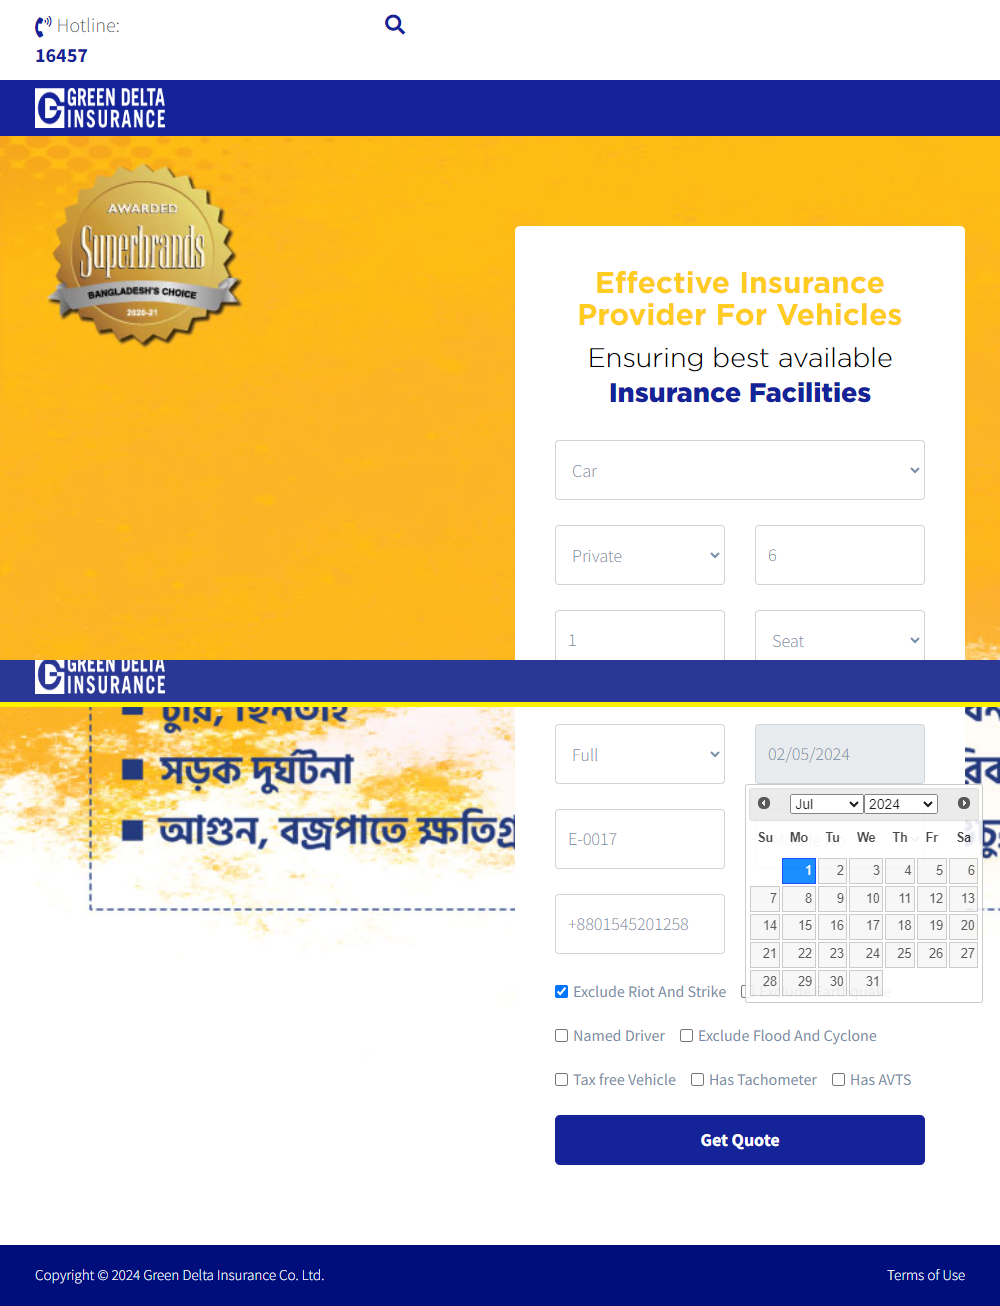 Hotline:
16457
GREEN DELTA
INSURANCE
AWARDED
Superbrands
BANGLADESH'S CHOICE
2020-21
Effective Insurance
Provider For Vehicles
Ensuring best available
Insurance Facilities
Car
Private
6
1
Seat
GREEN DELTA
INSURANCE
চুরি, ছিনতাই
Full
02/05/2024
সড়ক দুর্ঘটনা
Jul 2024
Su Mo Tu We Th Fr Sa
আগুন, বজ্রপাতে
E-0017
1 2 3 4 5 6
7 8 9 10 11 12 13
+8801545201258
14 15 16 17 18 19 20
21 22 23 24 25 26 27
28 29 30 31
Exclude Riot And Strike Exclude Earthquake
Named Driver Exclude Flood And Cyclone
Tax free Vehicle Has Tachometer Has AVTS
Get Quote
Copyright © 2024 Green Delta Insurance Co. Ltd. Terms of Use